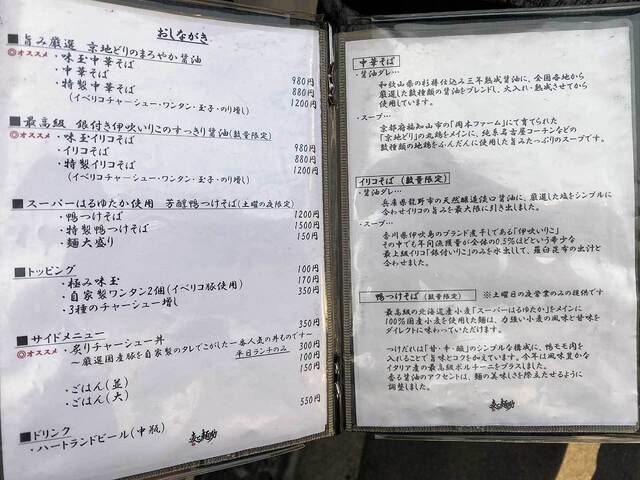 おしながき
■旨み厳選 京地どりのまろやか醤油
◎オススメ ・味玉中華そば 980円
・中華そば 880円
・特製中華そば 1200円
(イベリコチャーシュー・ワンタン・玉子・のり増し)
■最高級 銀付き伊吹いりこのすっきり醤油(数量限定)
◎オススメ ・味玉イリコそば 980円
・イリコそば 880円
・特製イリコそば 1200円
(イベリコチャーシュー・ワンタン・玉子・のり増し)
■スーパーはるゆたか使用 芳醇鴨つけそば(土曜の夜限定)
・鴨つけそば 1200円
・特製鴨つけそば 1500円
・麺大盛り 150円
■トッピング
・極み味玉 100円
・自家製ワンタン2個(イベリコ豚使用) 170円
・3種のチャーシュー増し 350円
■サイドメニュー
◎オススメ ・炙りチャーシュー丼 350円
~厳選国産豚を自家製のタレでこがした一番人気の丼ものです~
平日ランチのみ 300円
・ごはん(並) 100円
・ごはん(大) 150円
■ドリンク
・ハートランドビール(中瓶) 550円
中華そば
・醤油ダレ…
和歌山県の杉樽仕込み三年熟成醤油に、全国各地から
厳選した数種類の醤油をブレンドし、火入れ・熟成させてから
使用しています。
・スープ…
京都府福知山市の「岡本ファーム」にて育てられた
「京地どり」の丸鶏をメインに、純系名古屋コーチンなどの
数種類の地鶏をふんだんに使用した旨みたっぷりのスープです。
イリコそば (数量限定)
・醤油ダレ…
兵庫県龍野市の天然醸造淡口醤油に、厳選した塩をシンプルに
合わせイリコの旨みを最大限に引き出しました。
・スープ…
香川県伊吹島のブランド煮干しである「伊吹いりこ」
その中でも年間漁獲量が全体の0.5%ほどという希少な
最上級イリコ「銀付いりこ」のみを水出しして、羅臼昆布の出汁と
合わせました。
鴨つけそば (数量限定) ※土曜日の夜営業のみの提供です
最高級の北海道産小麦「スーパーはるゆたか」をメインに
100%国産小麦を使用した麺は、力強い小麦の風味と甘味を
ダイレクトに味わっていただけます。
つけだれは「甘・辛・酸」のシンプルな構成に、鴨モモ肉を
入れることで旨味とコクを加えています。今年は風味豊かな
イタリア産の最高級ポルチーニをプラスしました。
香る醤油のアクセントは、麺の美味しさを際立たせるように
調整しました。